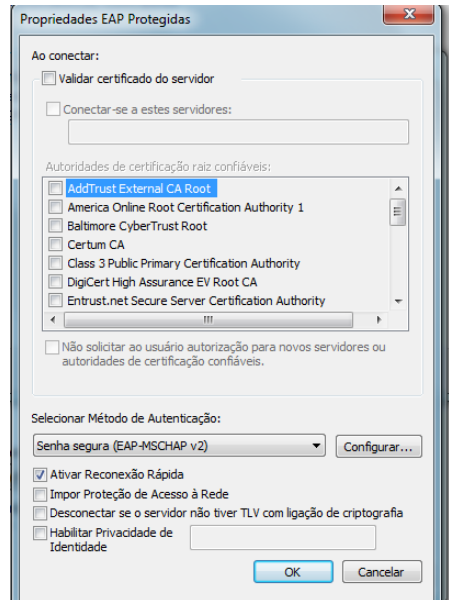 Propriedades EAP Protegidas
Ao conectar:
Validar certificado do servidor
Conectar-se a estes servidores:
Autoridades de certificação raiz confiáveis:
AddTrust External CA Root
America Online Root Certification Authority 1
Baltimore CyberTrust Root
Certum CA
Class 3 Public Primary Certification Authority
DigiCert High Assurance EV Root CA
Entrust.net Secure Server Certification Authority
Não solicitar ao usuário autorização para novos servidores ou
autoridades de certificação confiáveis.
Selecionar Método de Autenticação:
Senha segura (EAP-MSCHAP v2)
Configurar...
Ativar Reconexão Rápida
Impor Proteção de Acesso à Rede
Desconectar se o servidor não tiver TLV com ligação de criptografia
Habilitar Privacidade de
Identidade
OK
Cancelar